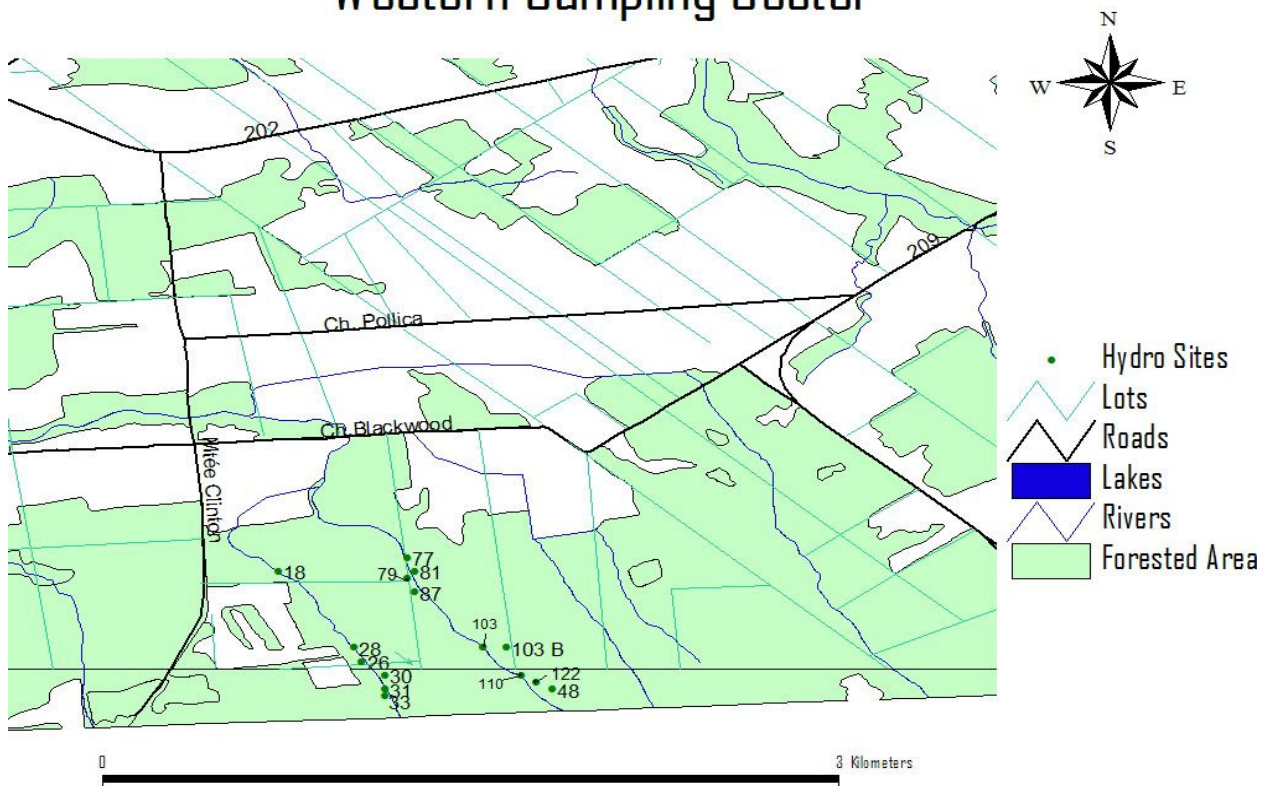 Western Sampling Sector
N
W E
S
202
209
Ch. Pollica
Ch. Blackwood
Mtée Clinton
77
79 81
18
87
103
28 103 B
26
30 122
110
31 48
33
Hydro Sites
Lots
Roads
Lakes
Rivers
Forested Area
0 3 Kilometers